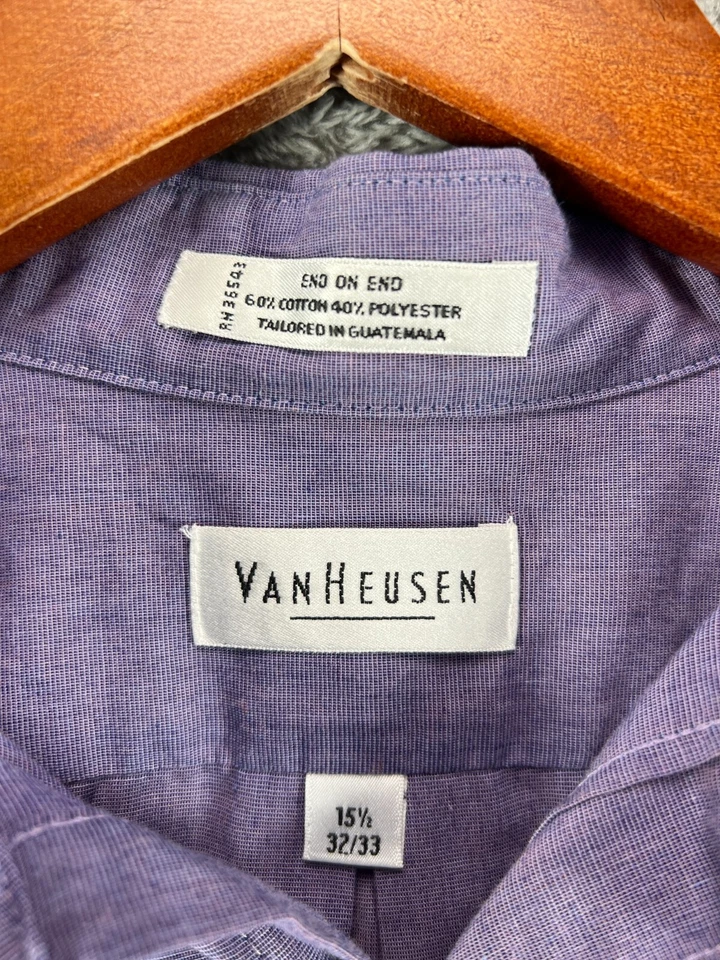 RN 36543
END ON END
60% COTTON 40% POLYESTER
TAILORED IN GUATEMALA
VANHEUSEN
15½
32/33